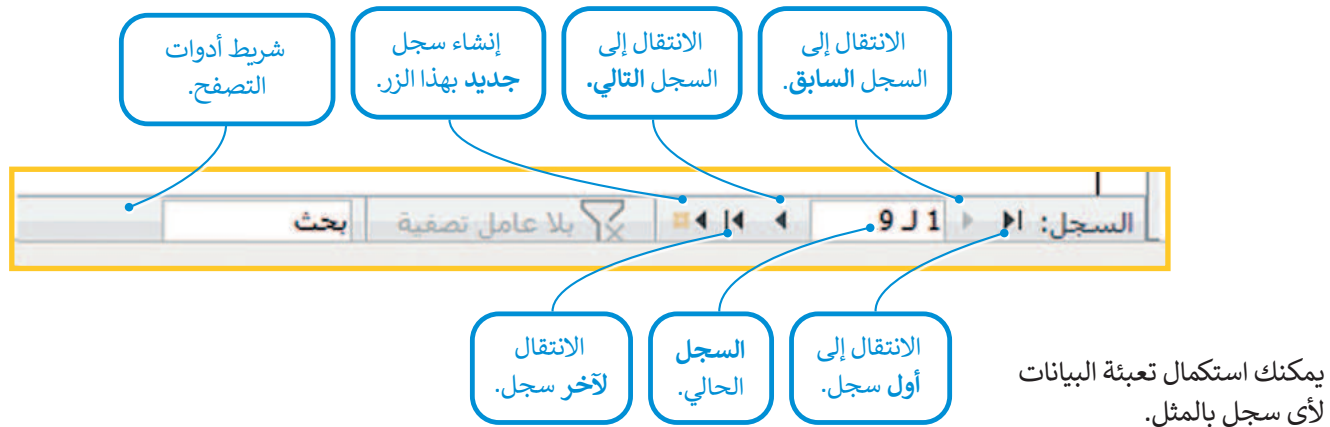 الانتقال إلى
السجل السابق.
الانتقال إلى
السجل التالي.
إنشاء سجل
جديد بهذا الزر.
شريط أدوات
التصفح.
السجل: 1 لـ 9 بلا عامل تصفية بحث
الانتقال إلى
أول سجل.
السجل
الحالي.
الانتقال
لآخر سجل.
يمكنك استكمال تعبئة البيانات
لأى سجل بالمثل.